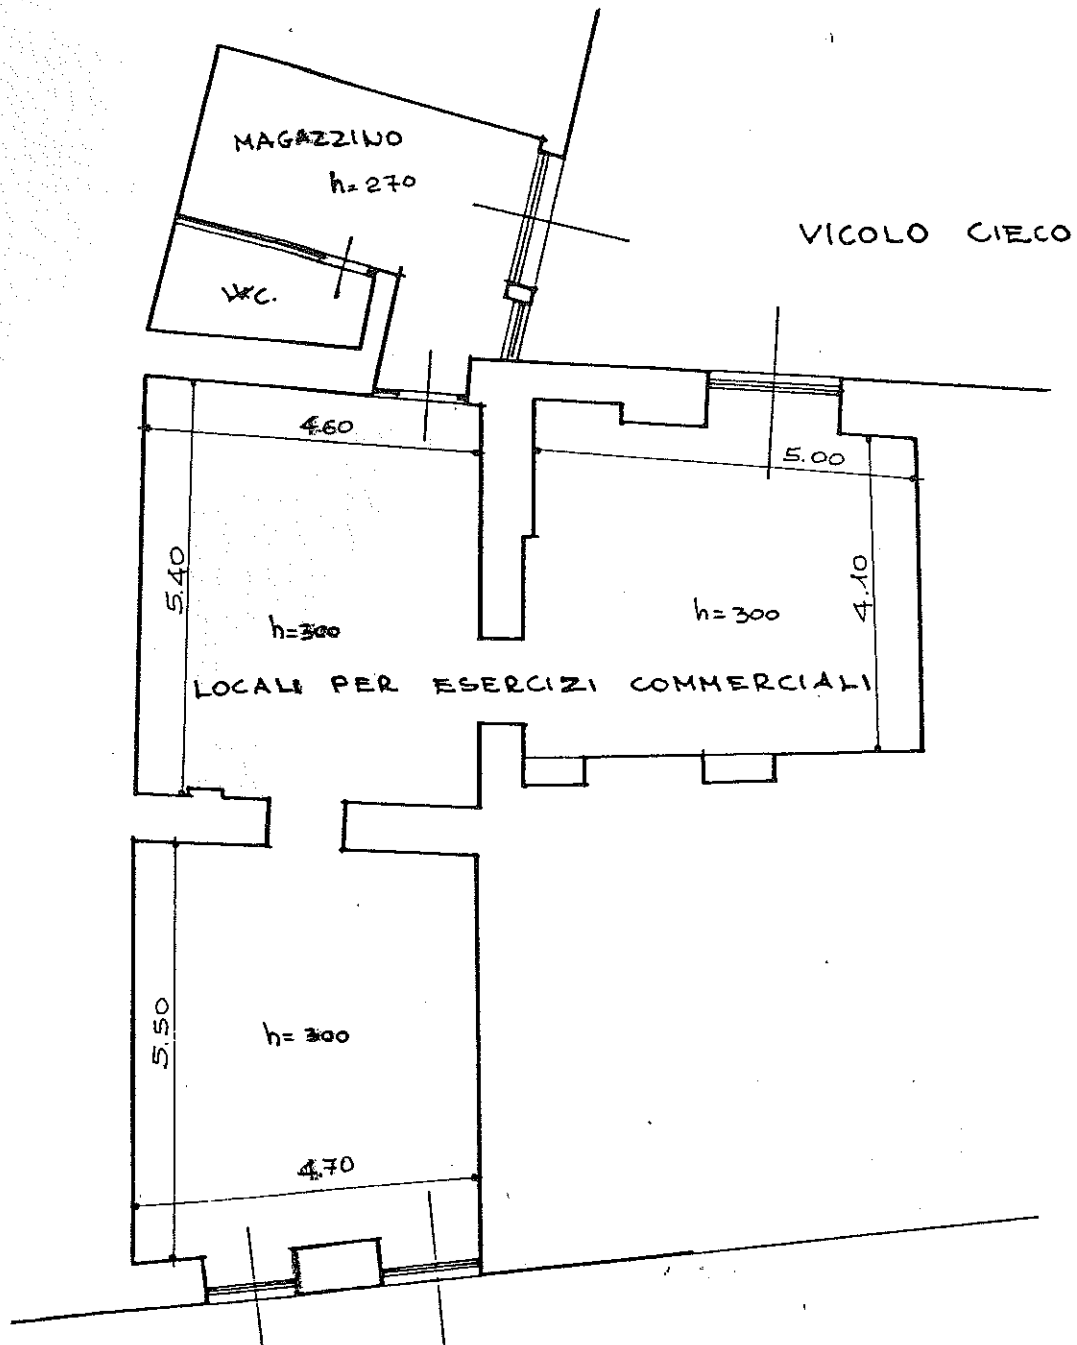 MAGAZZINO
h=270
VICOLO CIECO
W.C.
4.60
5.00
5.40
4.10
h=300
h=300
LOCALI PER ESERCIZI COMMERCIALI
5.50
h=300
4.70